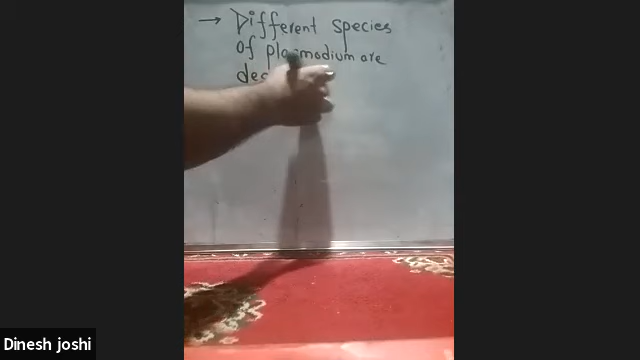 → Different species
of plasmodium are
Dinesh joshi